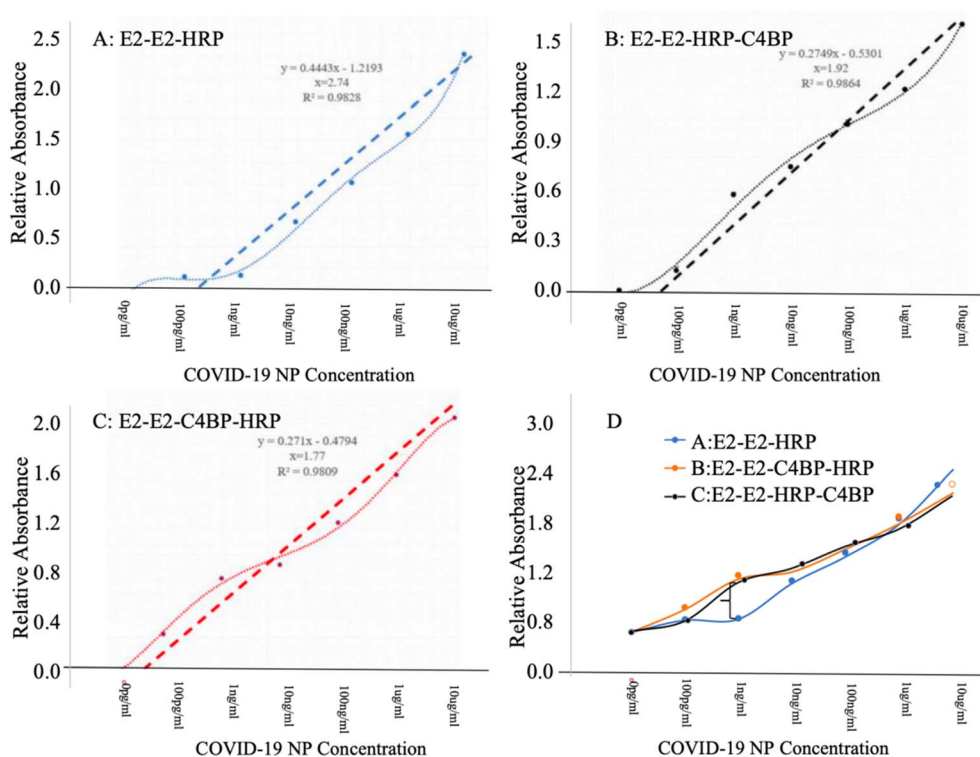 A: E2-E2-HRP
y = 0.4443x - 1.2193
x=2.74
R² = 0.9828
Relative Absorbance
2.5
2.0
1.5
1.0
0.5
0.0
0pg/ml
100pg/ml
1ng/ml
10ng/ml
100ng/ml
1ug/ml
10ug/ml
COVID-19 NP Concentration
B: E2-E2-HRP-C4BP
y = 0.2749x - 0.5301
x=1.92
R² = 0.9864
Relative Absorbance
1.5
1.2
0.9
0.6
0.3
0.0
0pg/ml
100pg/ml
1ng/ml
10ng/ml
100ng/ml
1ug/ml
10ug/ml
COVID-19 NP Concentration
C: E2-E2-C4BP-HRP
y = 0.271x - 0.4794
x=1.77
R² = 0.9809
Relative Absorbance
2.0
1.6
1.2
0.8
0.4
0.0
0pg/ml
100pg/ml
1ng/ml
10ng/ml
100ng/ml
1ug/ml
10ug/ml
COVID-19 NP Concentration
D
A:E2-E2-HRP
B:E2-E2-C4BP-HRP
C:E2-E2-HRP-C4BP
Relative Absorbance
3.0
2.4
1.8
1.2
0.8
0.0
0pg/ml
100pg/ml
1ng/ml
10ng/ml
100ng/ml
1ug/ml
10ug/ml
COVID-19 NP Concentration